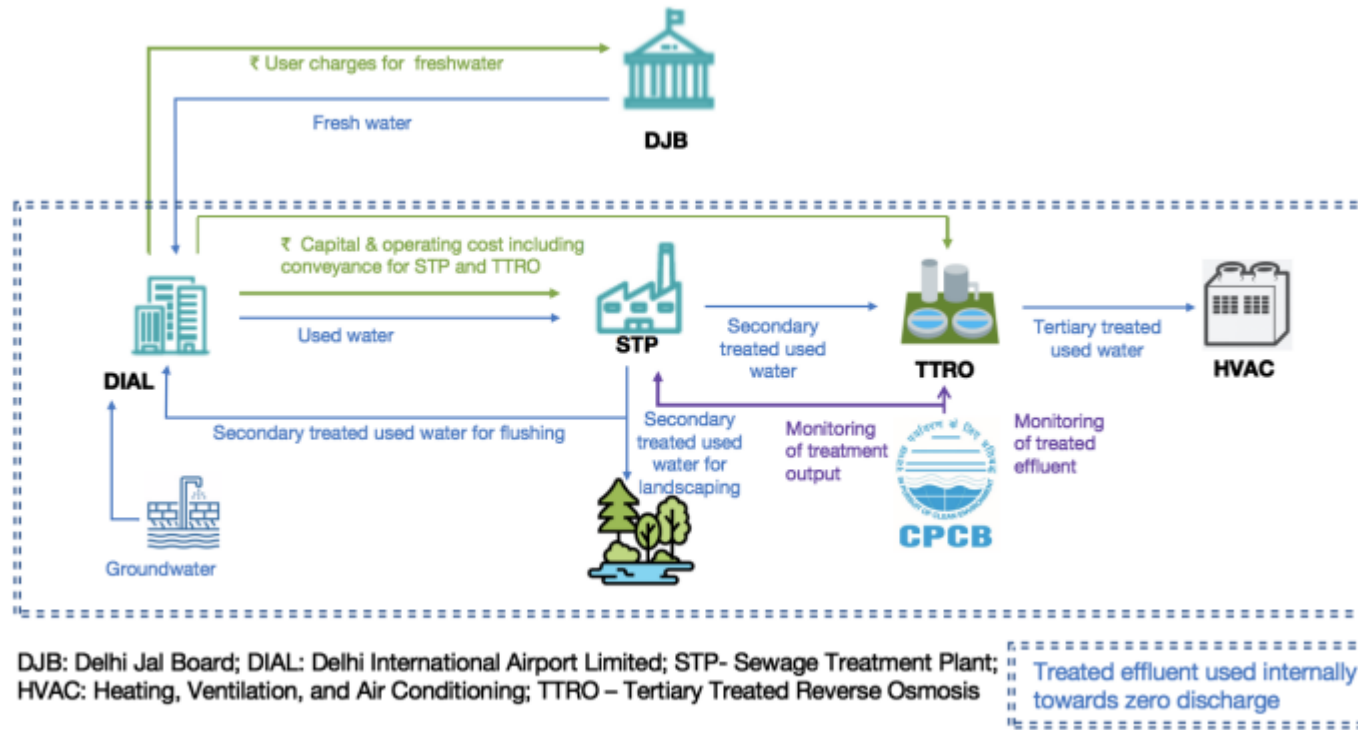 ₹ User charges for freshwater
Fresh water
DJB
₹ Capital & operating cost including
conveyance for STP and TTRO
Used water
DIAL
STP
Secondary
treated used
water
TTRO
Tertiary treated
used water
HVAC
Secondary treated used water for flushing
Secondary
treated used
water for
landscaping
Monitoring
of treatment
output
Monitoring
of treated
effluent
CPCB
Groundwater
DJB: Delhi Jal Board; DIAL: Delhi International Airport Limited; STP- Sewage Treatment Plant;
HVAC: Heating, Ventilation, and Air Conditioning; TTRO – Tertiary Treated Reverse Osmosis
Treated effluent used internally
towards zero discharge